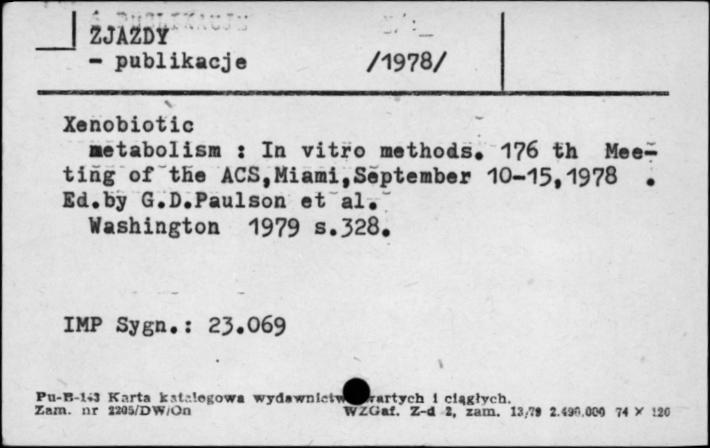 ZJAZDY
- publikacje /1978/
Xenobiotic
metabolism : In vitro methods. 176 th Mee-
ting of the ACS,Miami,September 10-15,1978 .
Ed.by G.D.Paulson et al.
Washington 1979 s.328.
IMP Sygn.: 23.069
Pu-B-143 Karta katalogowa wydawnictw zwartych i ciągłych.
Zam. nr 2205/DW/On WZGraf. Z-d 2, zam. 13/79 2.490.000 74 × 120